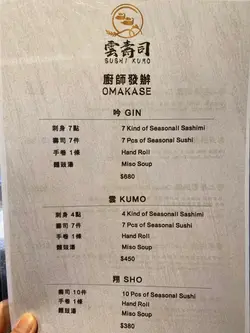 雲壽司
SUSHI KUMO
廚師發辦
OMAKASE
吟 GIN
刺身 7點 7 Kind of Seasonall Sashimi
壽司 7件 7 Pcs of Seasonal Sushi
手卷 1條 Hand Roll
麵豉湯 Miso Soup
$680
雲 KUMO
刺身 4點 4 Kind of Seasonall Sashimi
壽司 7件 7 Pcs of Seasonal Sushi
手卷 1條 Hand Roll
麵豉湯 Miso Soup
$450
翔 SHO
壽司 10件 10 Pcs of Seasonal Sushi
手卷 1條 Hand Roll
麵豉湯 Miso Soup
$380